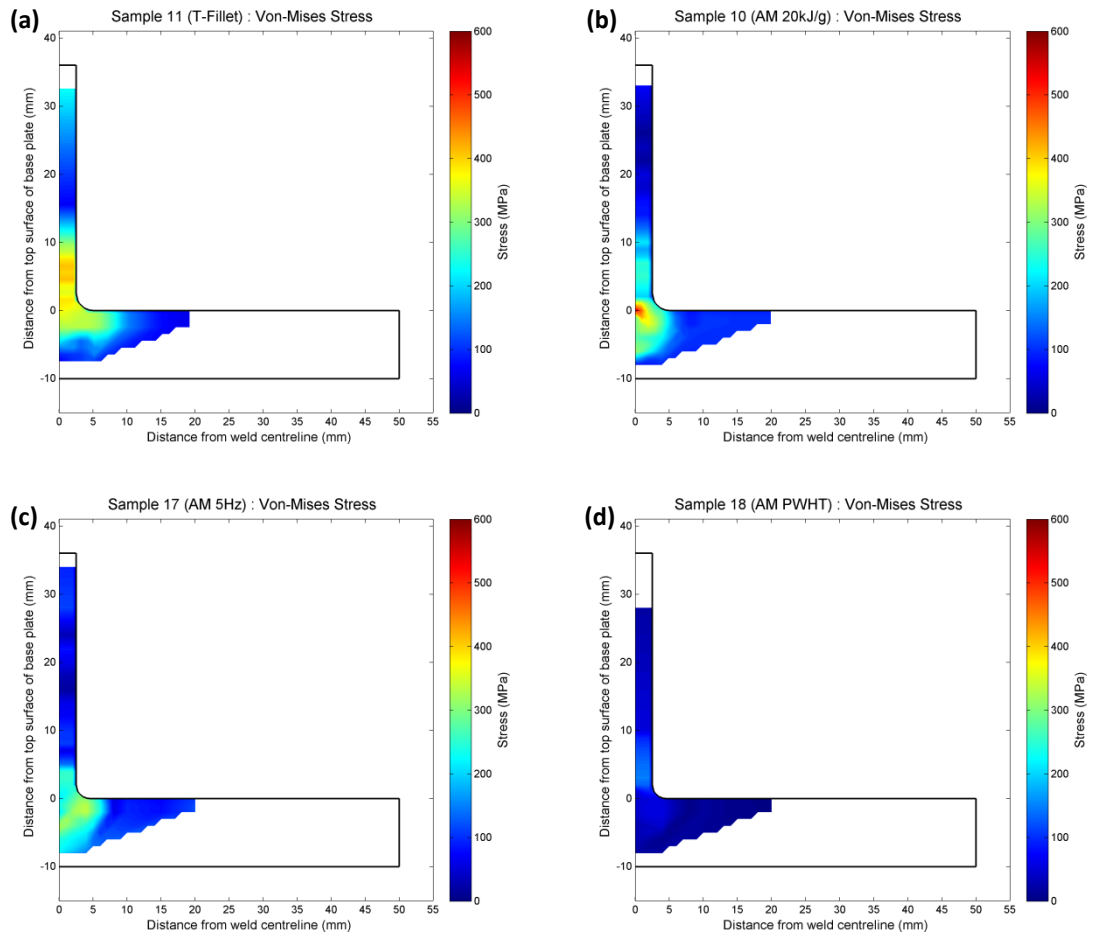 (a)
Sample 11 (T-Fillet) : Von-Mises Stress
Distance from top surface of base plate (mm)
40
30
20
10
0
-10
0 5 10 15 20 25 30 35 40 45 50 55
Distance from weld centreline (mm)
600
500
400
300
200
100
0
Stress (MPa)
(b)
Sample 10 (AM 20kJ/g) : Von-Mises Stress
Distance from top surface of base plate (mm)
40
30
20
10
0
-10
0 5 10 15 20 25 30 35 40 45 50 55
Distance from weld centreline (mm)
600
500
400
300
200
100
0
Stress (MPa)
(c)
Sample 17 (AM 5Hz) : Von-Mises Stress
Distance from top surface of base plate (mm)
40
30
20
10
0
-10
0 5 10 15 20 25 30 35 40 45 50 55
Distance from weld centreline (mm)
600
500
400
300
200
100
0
Stress (MPa)
(d)
Sample 18 (AM PWHT) : Von-Mises Stress
Distance from top surface of base plate (mm)
40
30
20
10
0
-10
0 5 10 15 20 25 30 35 40 45 50 55
Distance from weld centreline (mm)
600
500
400
300
200
100
0
Stress (MPa)